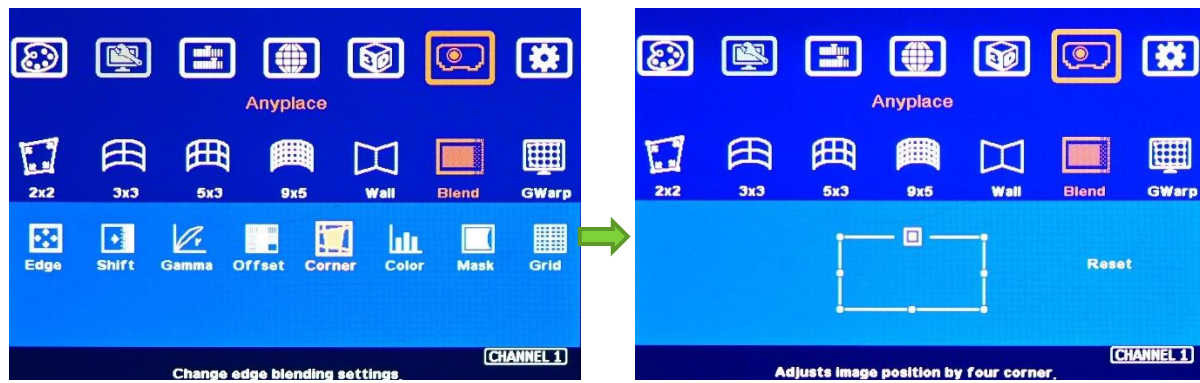 Anyplace
2x2 3x3 5x3 9x5 Wall Blend GWarp
Edge Shift Gamma Offset Corner Color Mask Grid
CHANNEL 1
Change edge blending settings.
Anyplace
2x2 3x3 5x3 9x5 Wall Blend GWarp
Reset
CHANNEL 1
Adjusts image position by four corner.